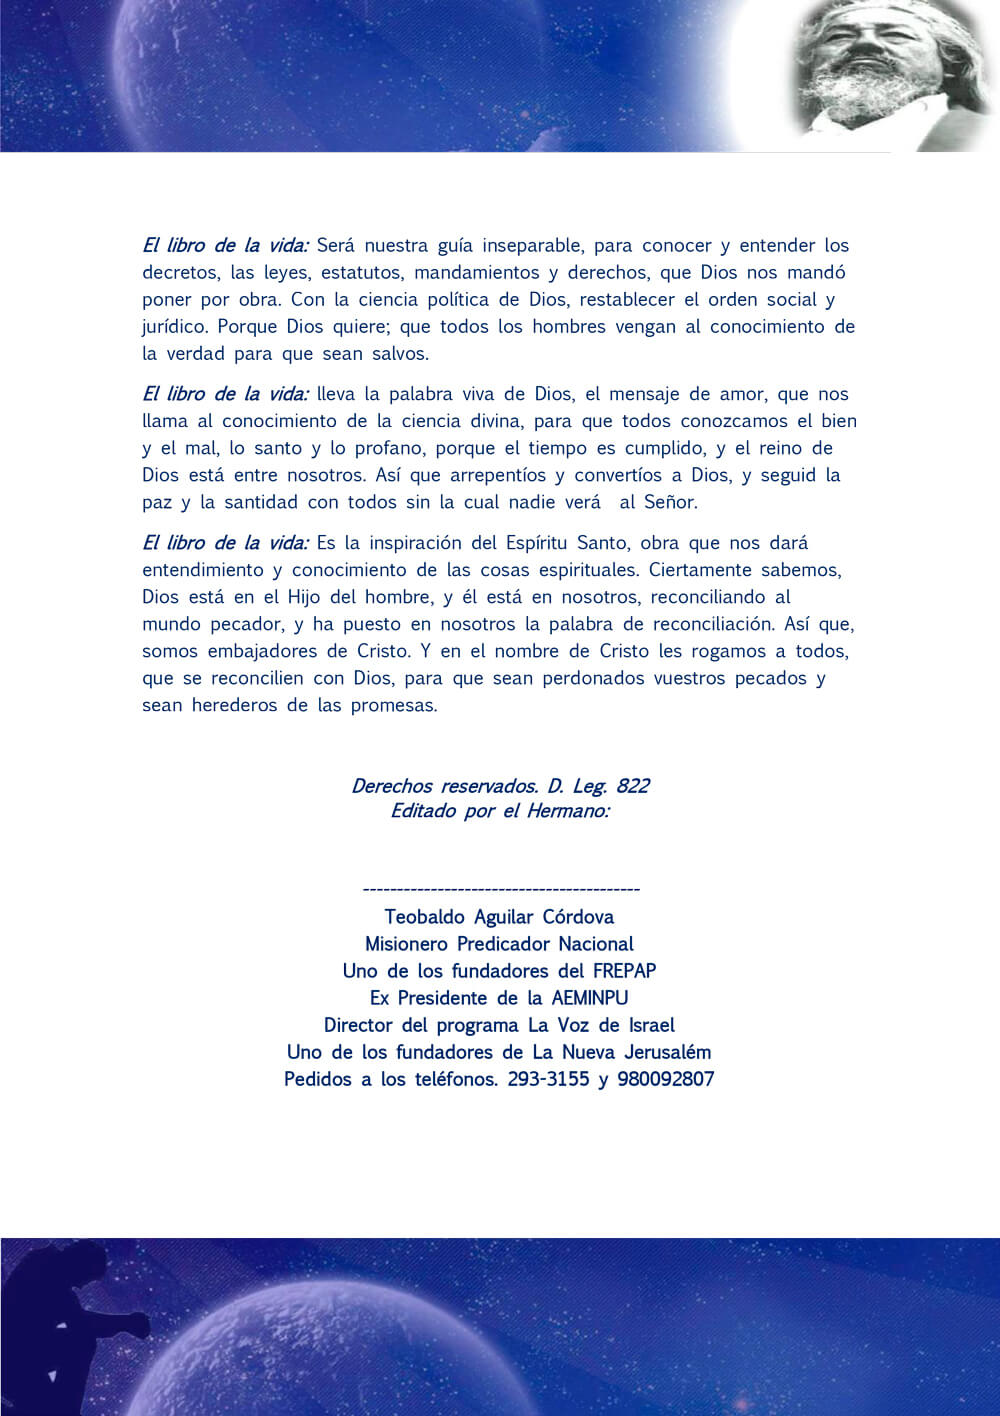 El libro de la vida: Será nuestra guía inseparable, para conocer y entender los
decretos, las leyes, estatutos, mandamientos y derechos, que Dios nos mandó
poner por obra. Con la ciencia política de Dios, restablecer el orden social y
jurídico. Porque Dios quiere; que todos los hombres vengan al conocimiento de
la verdad para que sean salvos.
El libro de la vida: lleva la palabra viva de Dios, el mensaje de amor, que nos
llama al conocimiento de la ciencia divina, para que todos conozcamos el bien
y el mal, lo santo y lo profano, porque el tiempo es cumplido, y el reino de
Dios está entre nosotros. Así que arrepentíos y convertíos a Dios, y seguid la
paz y la santidad con todos sin la cual nadie verá  al Señor.
El libro de la vida: Es la inspiración del Espíritu Santo, obra que nos dará
entendimiento y conocimiento de las cosas espirituales. Ciertamente sabemos,
Dios está en el Hijo del hombre, y él está en nosotros, reconciliando al
mundo pecador, y ha puesto en nosotros la palabra de reconciliación. Así que,
somos embajadores de Cristo. Y en el nombre de Cristo les rogamos a todos,
que se reconcilien con Dios, para que sean perdonados vuestros pecados y
sean herederos de las promesas.
Derechos reservados. D. Leg. 822
Editado por el Hermano:
-----------------------------------------
Teobaldo Aguilar Córdova
Misionero Predicador Nacional
Uno de los fundadores del FREPAP
Ex Presidente de la AEMINPU
Director del programa La Voz de Israel
Uno de los fundadores de La Nueva Jerusalém
Pedidos a los teléfonos. 293-3155 y 980092807